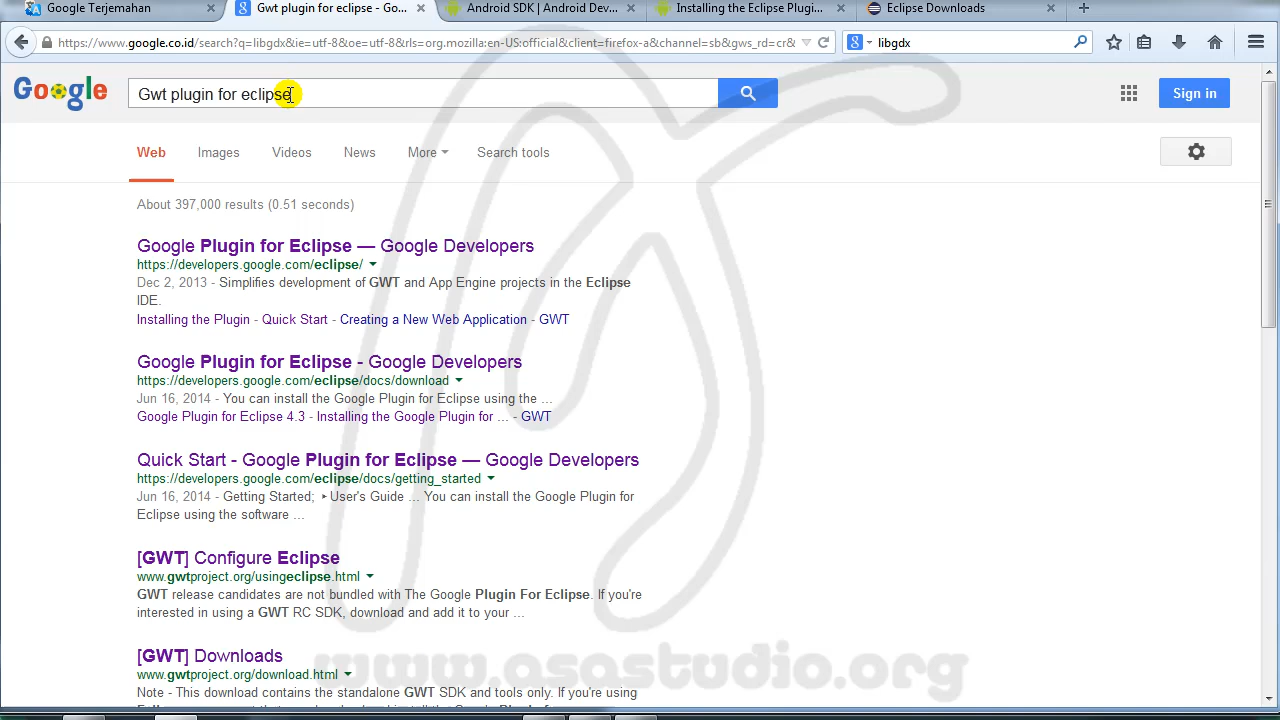 Google Terjemahan
Gwt plugin for eclipse - Go...
Android SDK | Android Dev...
Installing the Eclipse Plugi...
Eclipse Downloads
https://www.google.co.id/search?q=libgdx&ie=utf-8&oe=utf-8&rls=org.mozilla:en-US:official&client=firefox-a&channel=sb&gws_rd=cr&
libgdx
Google
Gwt plugin for eclipse
Sign in
Web
Images
Videos
News
More
Search tools
About 397,000 results (0.51 seconds)
Google Plugin for Eclipse — Google Developers
https://developers.google.com/eclipse/
Dec 2, 2013 - Simplifies development of GWT and App Engine projects in the Eclipse
IDE.
Installing the Plugin - Quick Start - Creating a New Web Application - GWT
Google Plugin for Eclipse - Google Developers
https://developers.google.com/eclipse/docs/download
Jun 16, 2014 - You can install the Google Plugin for Eclipse using the ...
Google Plugin for Eclipse 4.3 - Installing the Google Plugin for ... - GWT
Quick Start - Google Plugin for Eclipse — Google Developers
https://developers.google.com/eclipse/docs/getting_started
Jun 16, 2014 - Getting Started; ‣User's Guide ... You can install the Google Plugin for
Eclipse using the software ...
[GWT] Configure Eclipse
www.gwtproject.org/usingeclipse.html
GWT release candidates are not bundled with The Google Plugin For Eclipse. If you're
interested in using a GWT RC SDK, download and add it to your ...
[GWT] Downloads
www.gwtproject.org/download.html
Note - This download contains the standalone GWT SDK and tools only. If you're using
www.osastudio.org